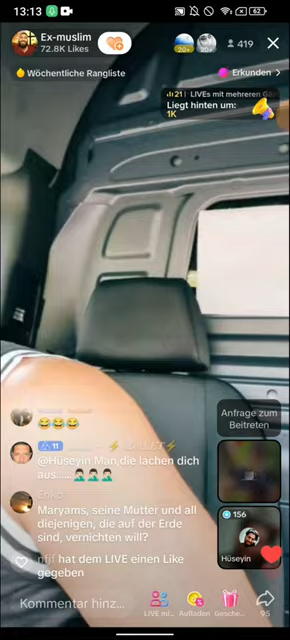 13:13
62
Ex-muslim
72.8K Likes
20+
20+
419
Wöchentliche Rangliste
Erkunden >
21 | LIVEs mit mehreren
Liegt hinten um:
1K
Anfrage zum
Beitreten
😂😂😂
11
@Hüseyin Man,die lachen dich
aus......🤦🏻‍♂️🤦🏻‍♂️🤦🏻‍♂️
Maryams, seine Mutter und all
diejenigen, die auf der Erde
sind, vernichten will?
156
Hüseyin
hat dem LIVE einen Like
gegeben
Kommentar hinz...
LIVE mi...
Aufladen
Gesche...
95